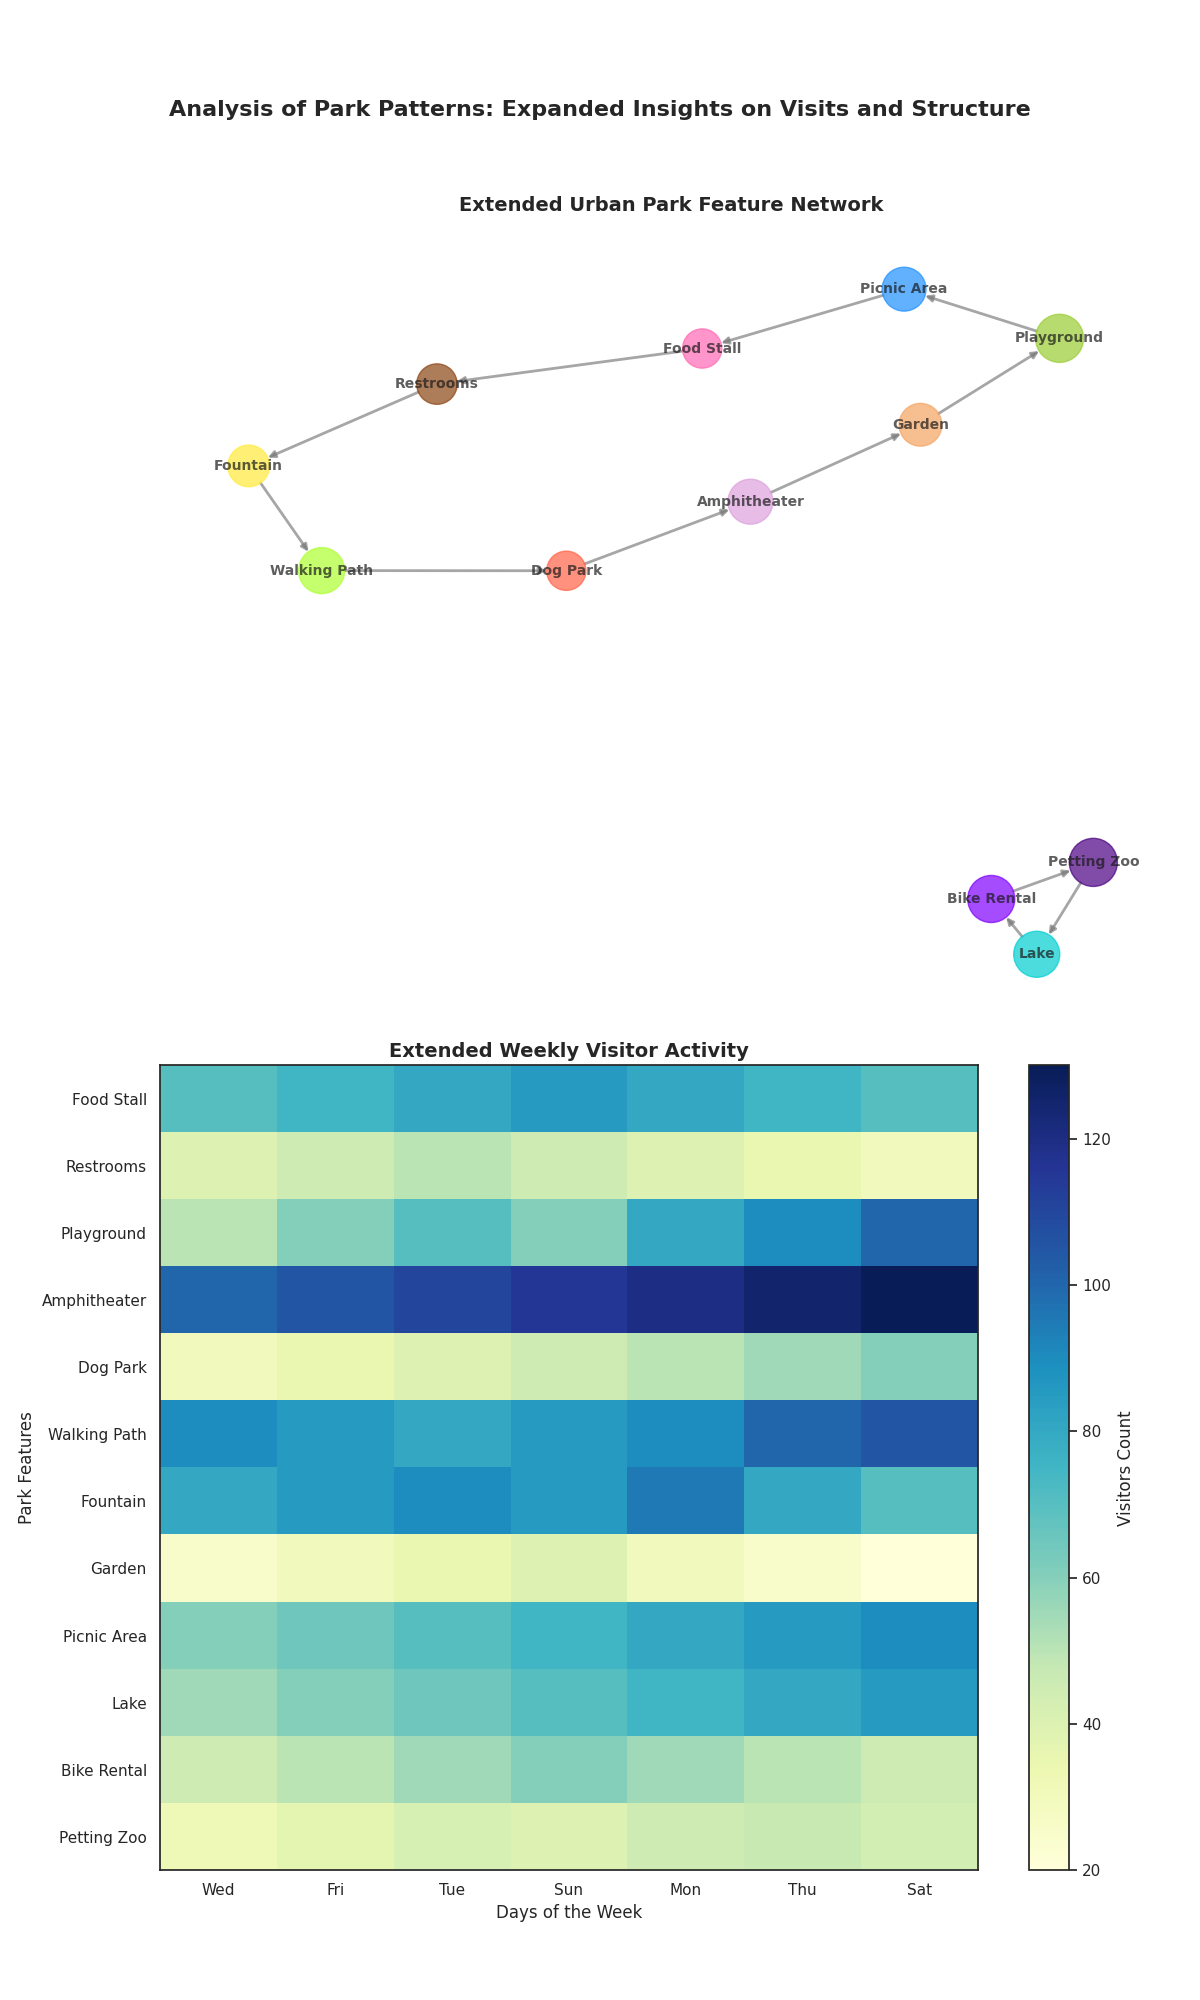 Analysis of Park Patterns: Expanded Insights on Visits and Structure
Extended Urban Park Feature Network
Picnic Area
Playground
Food Stall
Restrooms
Garden
Fountain
Amphitheater
Walking Path
Dog Park
Petting Zoo
Bike Rental
Lake
Extended Weekly Visitor Activity
Food Stall
Restrooms
Playground
Amphitheater
Dog Park
Walking Path
Fountain
Garden
Picnic Area
Lake
Bike Rental
Petting Zoo
Park Features
Wed Fri Tue Sun Mon Thu Sat
Days of the Week
120
100
80
60
40
20
Visitors Count